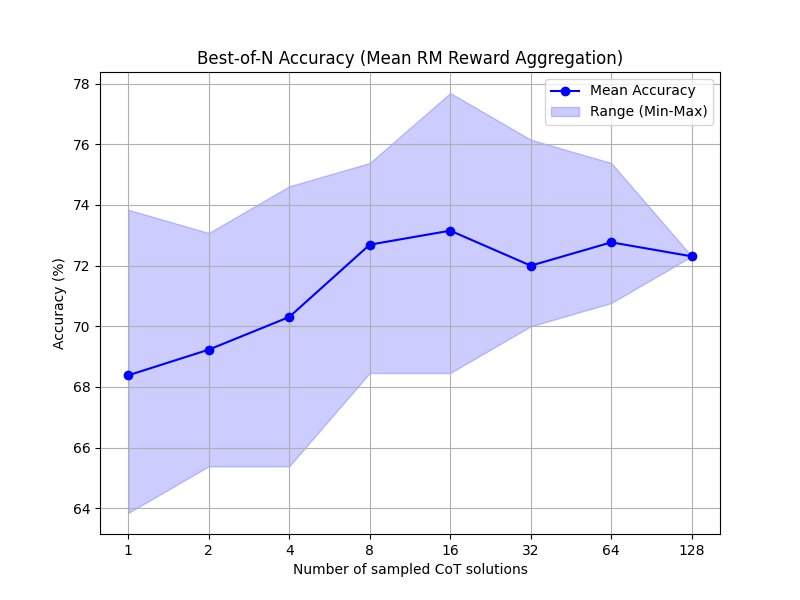 Best-of-N Accuracy (Mean RM Reward Aggregation)
Mean Accuracy
Range (Min-Max)
Accuracy (%)
78
76
74
72
70
68
66
64
1 2 4 8 16 32 64 128
Number of sampled CoT solutions